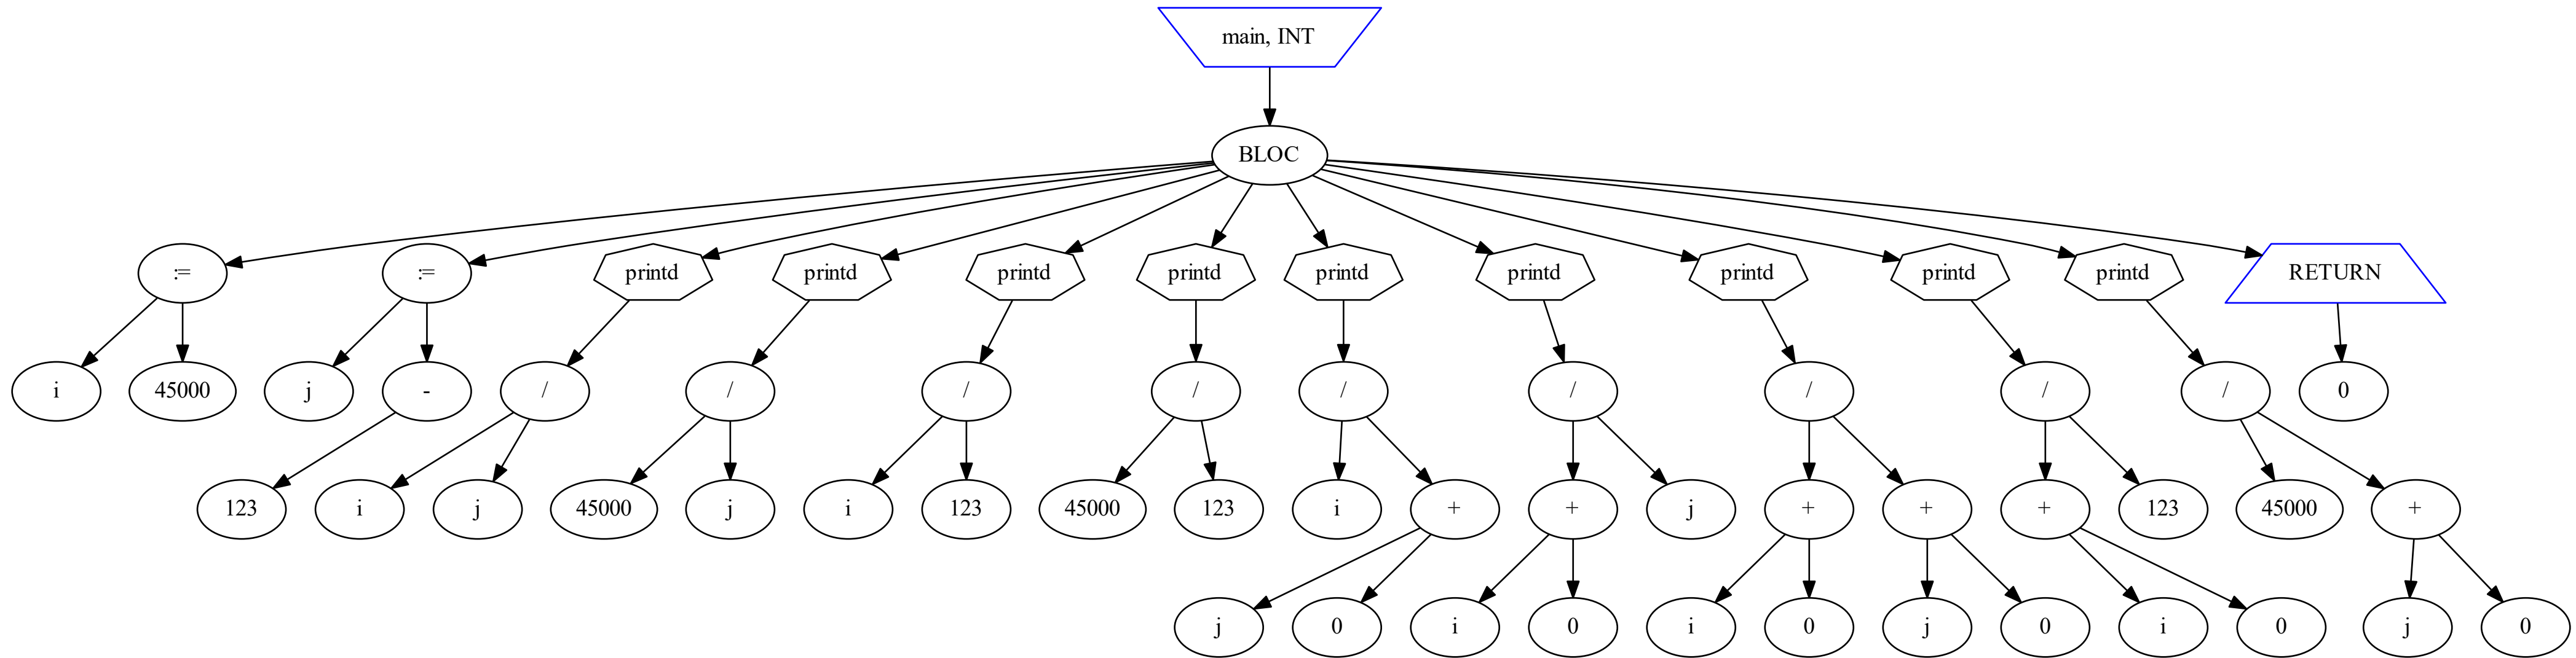 main, INT
BLOC
:= := printd printd printd printd printd printd printd printd printd RETURN
i 45000 j - / / / / / / / / / 0
123 i j 45000 j i 123 45000 123 i + + j + + + 123 45000 +
j 0 i 0 i 0 j 0 i 0 j 0